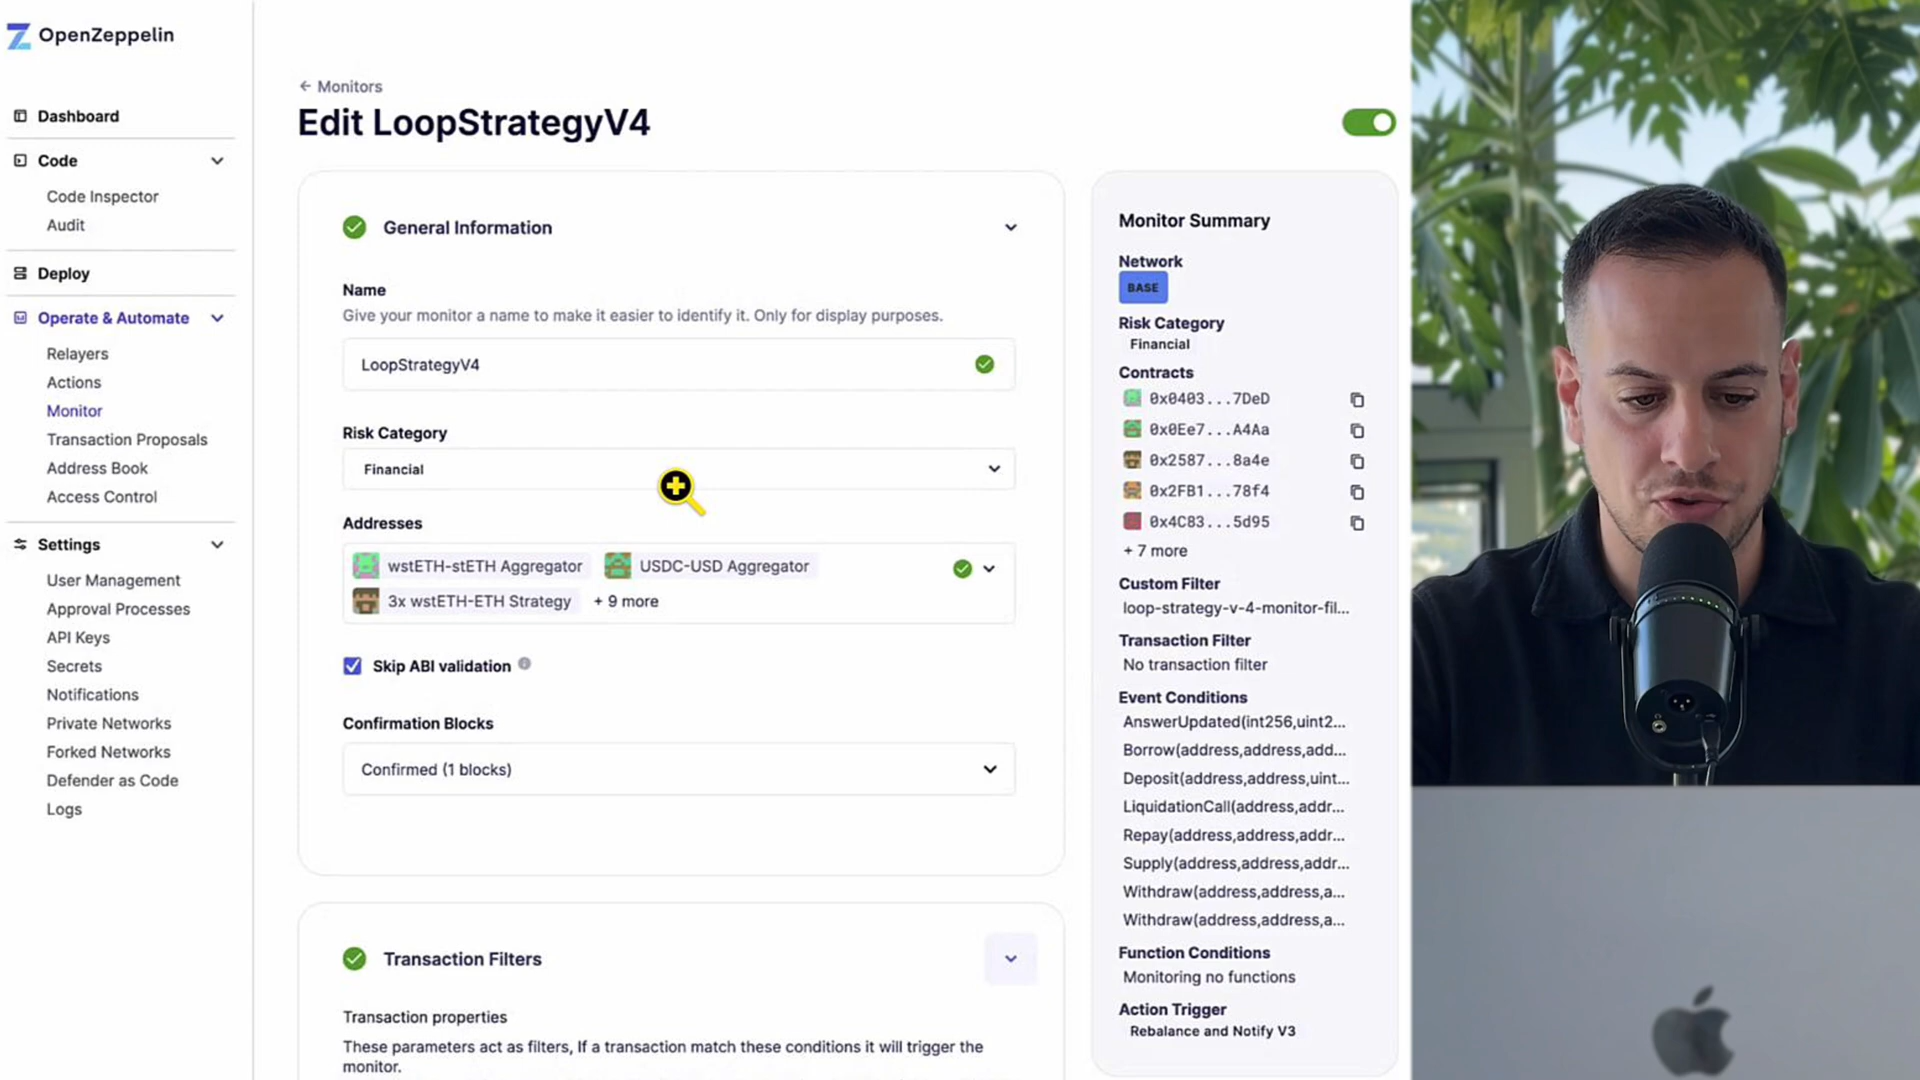 OpenZeppelin
Dashboard
Code
Code Inspector
Audit
Deploy
Operate & Automate
Relayers
Actions
Monitor
Transaction Proposals
Address Book
Access Control
Settings
User Management
Approval Processes
API Keys
Secrets
Notifications
Private Networks
Forked Networks
Defender as Code
Logs
← Monitors
Edit LoopStrategyV4
General Information
Name
Give your monitor a name to make it easier to identify it. Only for display purposes.
LoopStrategyV4
Risk Category
Financial
Addresses
wstETH-stETH Aggregator
USDC-USD Aggregator
3x wstETH-ETH Strategy
+ 9 more
Skip ABI validation
Confirmation Blocks
Confirmed (1 blocks)
Transaction Filters
Transaction properties
These parameters act as filters, If a transaction match these conditions it will trigger the
monitor.
Monitor Summary
Network
BASE
Risk Category
Financial
Contracts
0x0403...7DeD
0x0Ee7...A4Aa
0x2587...8a4e
0x2FB1...78f4
0x4C83...5d95
+ 7 more
Custom Filter
loop-strategy-v-4-monitor-fil...
Transaction Filter
No transaction filter
Event Conditions
AnswerUpdated(int256,uint2...
Borrow(address,address,add...
Deposit(address,address,uint...
LiquidationCall(address,addr...
Repay(address,address,addr...
Supply(address,address,addr...
Withdraw(address,address,a...
Withdraw(address,address,a...
Function Conditions
Monitoring no functions
Action Trigger
Rebalance and Notify V3